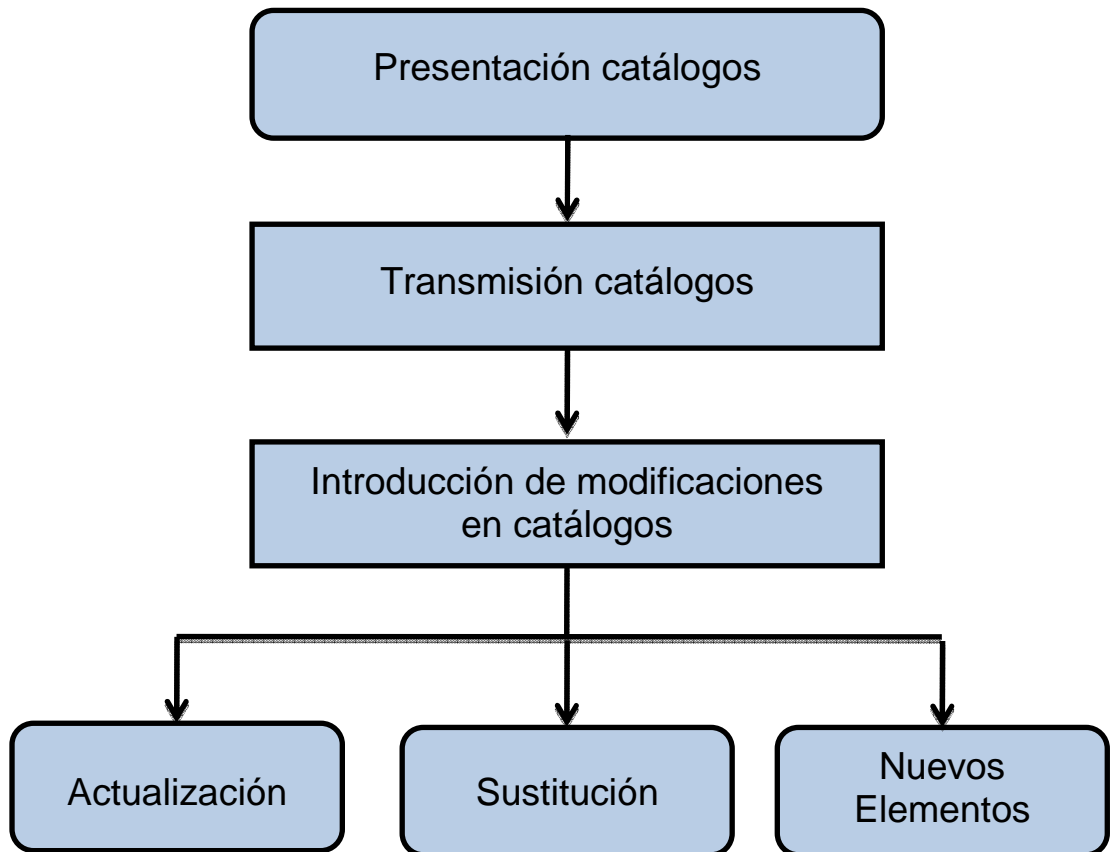 Presentación catálogos
Transmisión catálogos
Introducción de modificaciones
en catálogos
Actualización
Sustitución
Nuevos
Elementos